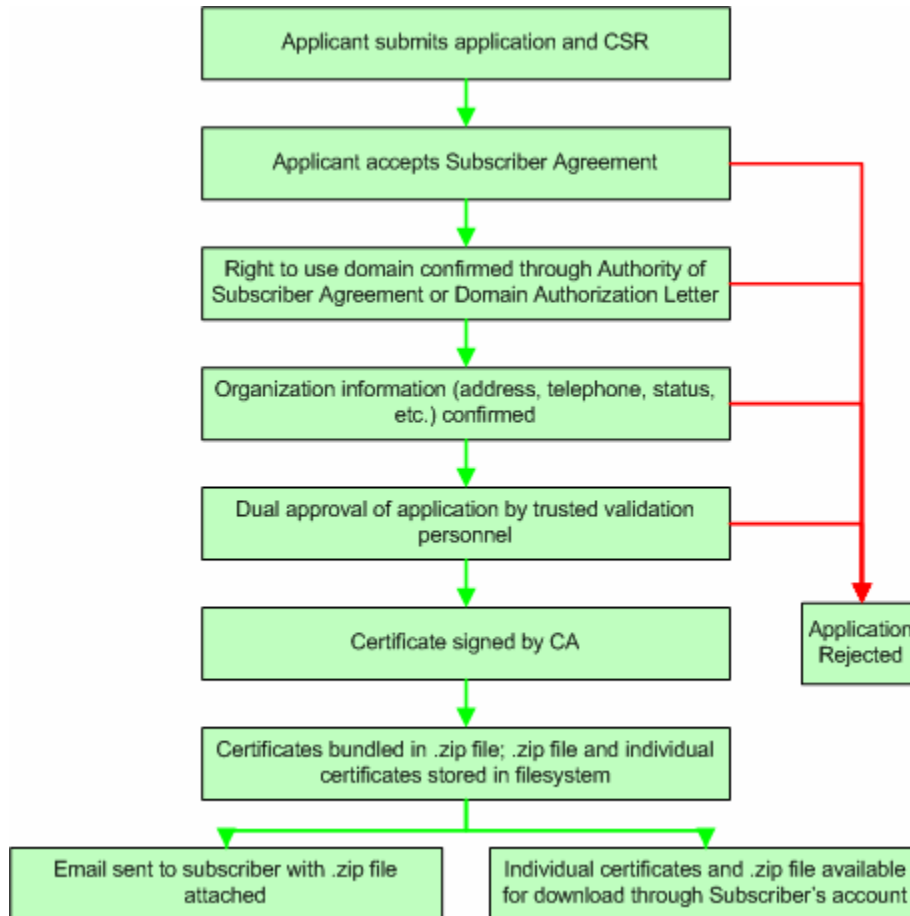 Applicant submits application and CSR
Applicant accepts Subscriber Agreement
Right to use domain confirmed through Authority of
Subscriber Agreement or Domain Authorization Letter
Organization information (address, telephone, status,
etc.) confirmed
Dual approval of application by trusted validation
personnel
Certificate signed by CA
Application
Rejected
Certificates bundled in .zip file; .zip file and individual
certificates stored in filesystem
Email sent to subscriber with .zip file
attached
Individual certificates and .zip file available
for download through Subscriber's account